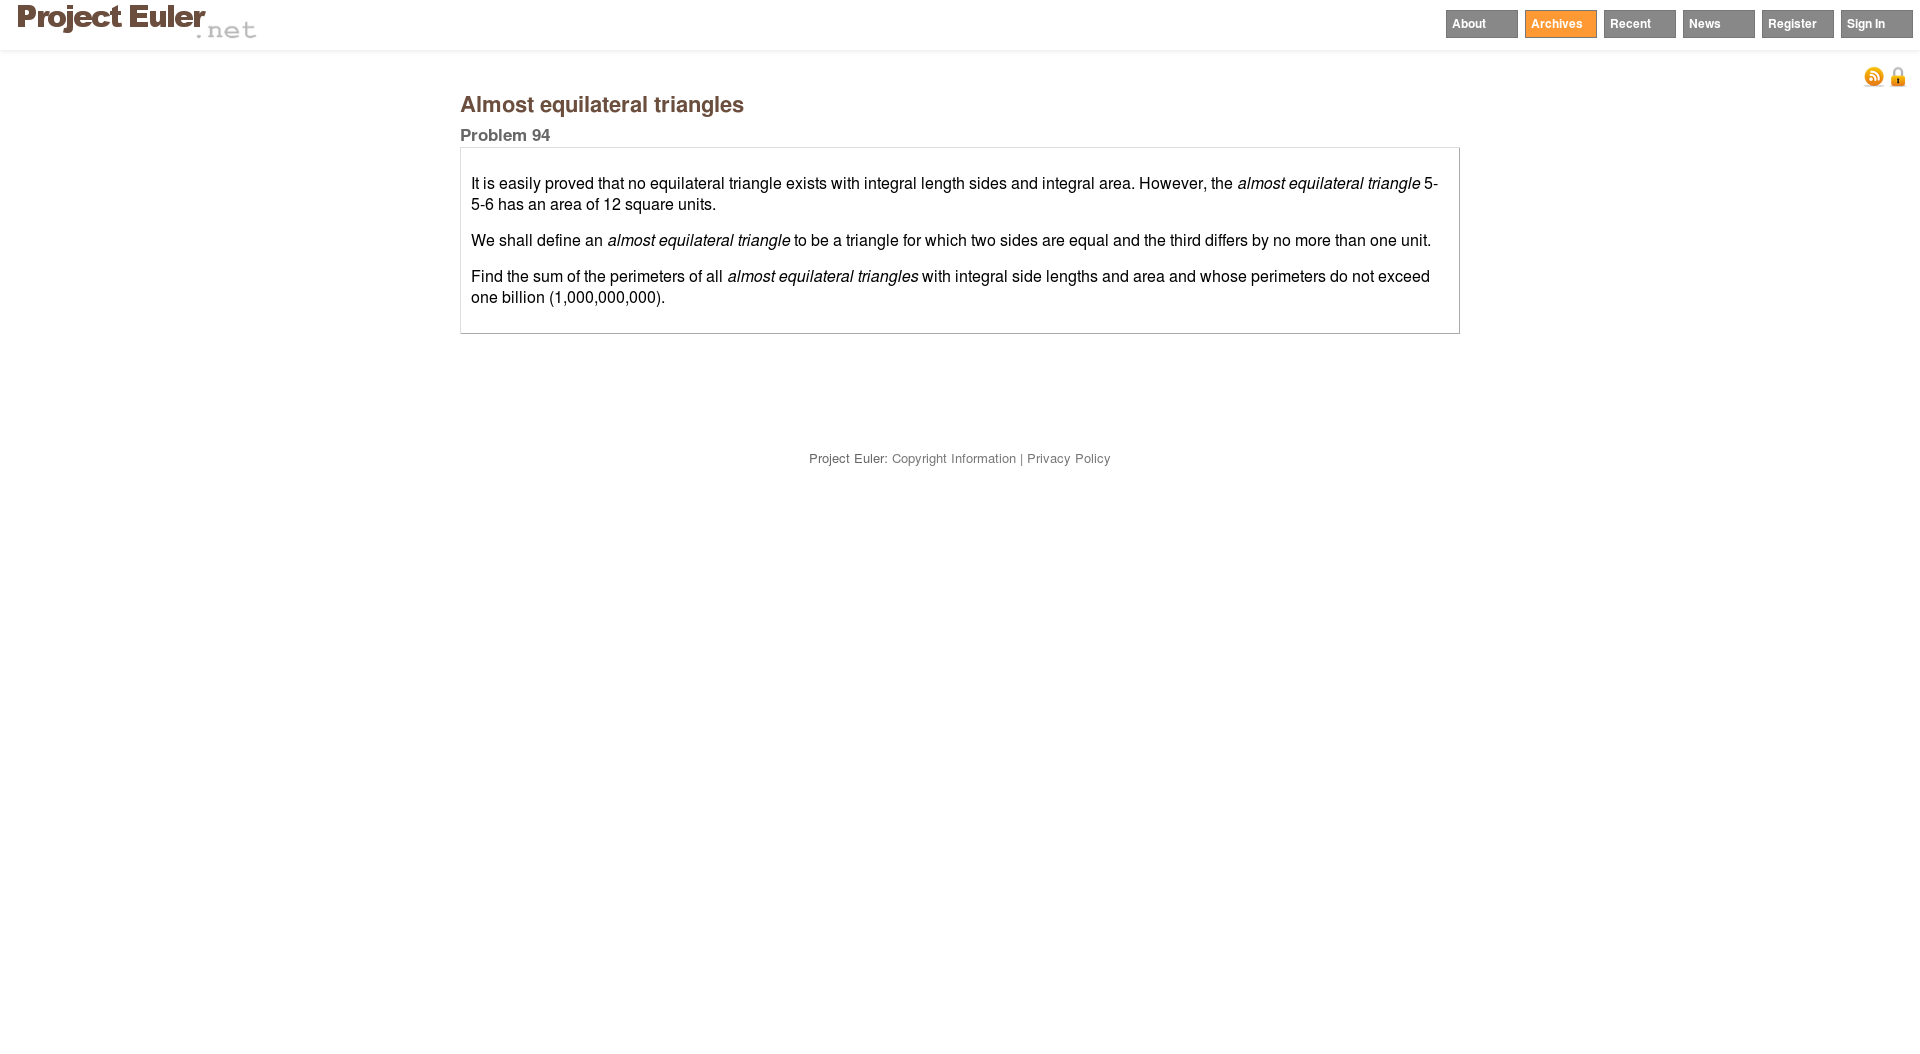 Project Euler
.net
About Archives Recent News Register Sign In
Almost equilateral triangles
Problem 94
It is easily proved that no equilateral triangle exists with integral length sides and integral area. However, the almost equilateral triangle 5-
5-6 has an area of 12 square units.
We shall define an almost equilateral triangle to be a triangle for which two sides are equal and the third differs by no more than one unit.
Find the sum of the perimeters of all almost equilateral triangles with integral side lengths and area and whose perimeters do not exceed
one billion (1,000,000,000).
Project Euler: Copyright Information | Privacy Policy